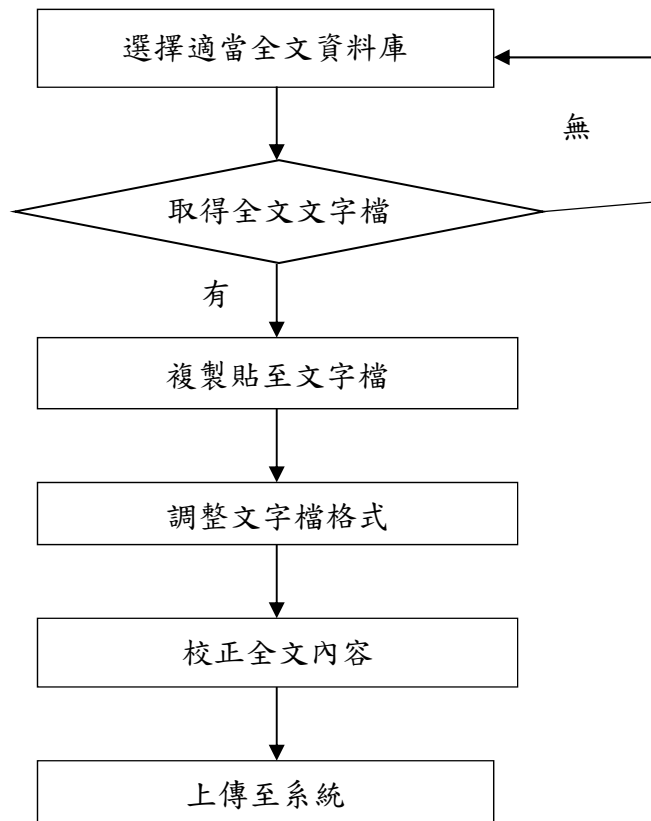 選擇適當全文資料庫
無
取得全文文字檔
有
複製貼至文字檔
調整文字檔格式
校正全文內容
上傳至系統